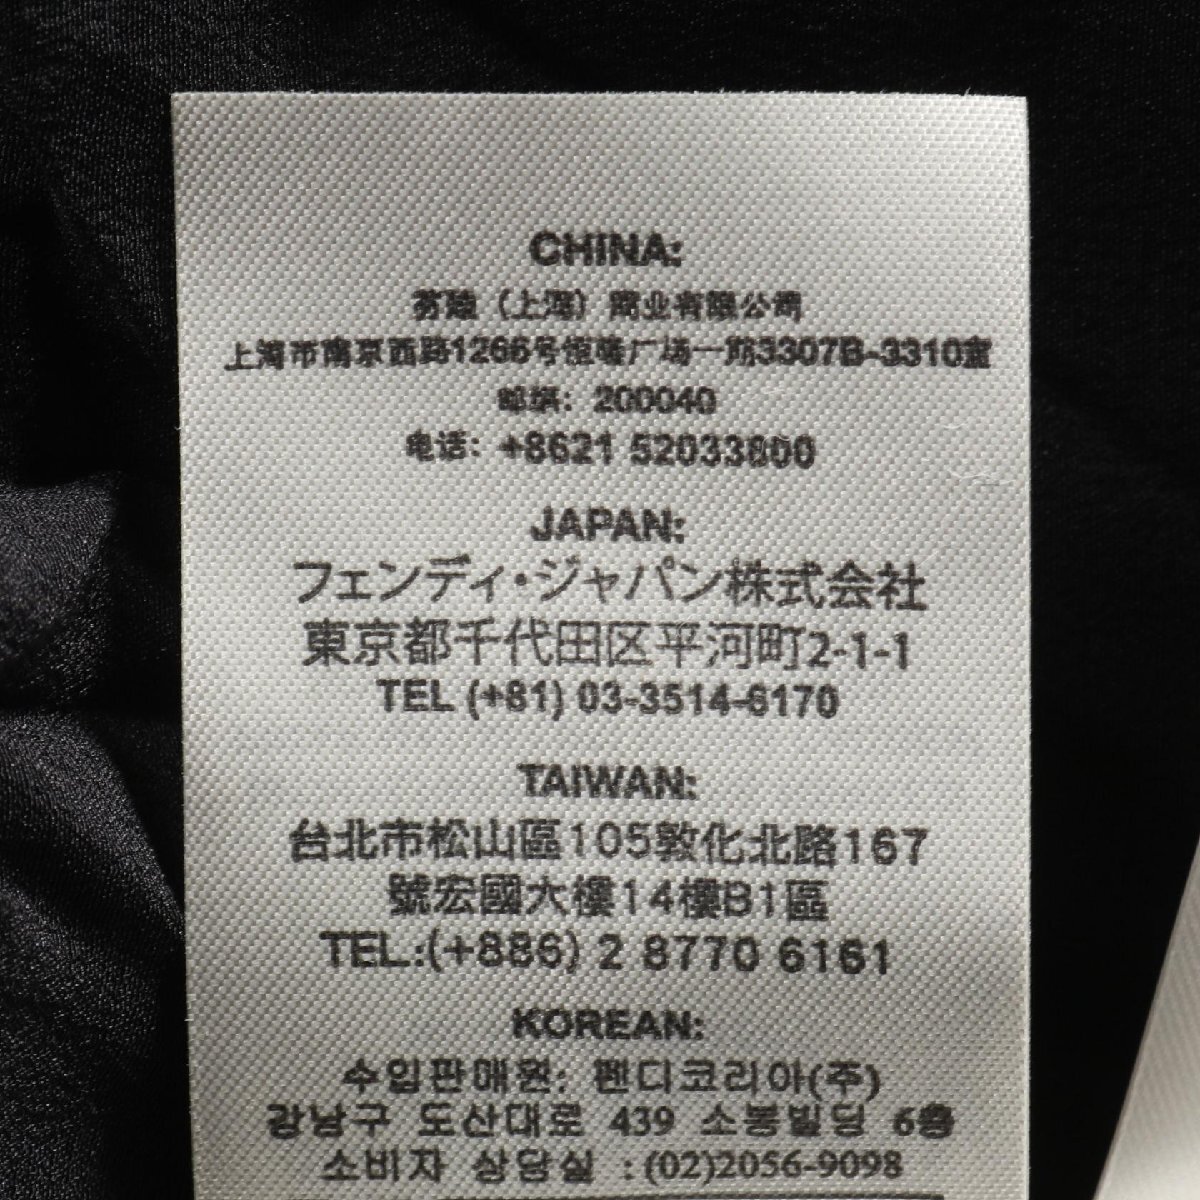 CHINA:
芬迪（上海）商业有限公司
上海市南京西路1266号恒隆广场一期3307B-3310室
邮编: 200040
电话: +8621 52033800
JAPAN:
フェンディ・ジャパン株式会社
東京都千代田区平河町2-1-1
TEL (+81) 03-3514-6170
TAIWAN:
台北市松山區105敦化北路167
號宏國大樓14樓B1區
TEL:(+886) 2 8770 6161
KOREAN:
수입판매원: 펜디코리아(주)
강남구 도산대로 439 소봉빌딩 6층
소비자 상담실 : (02)2056-9098